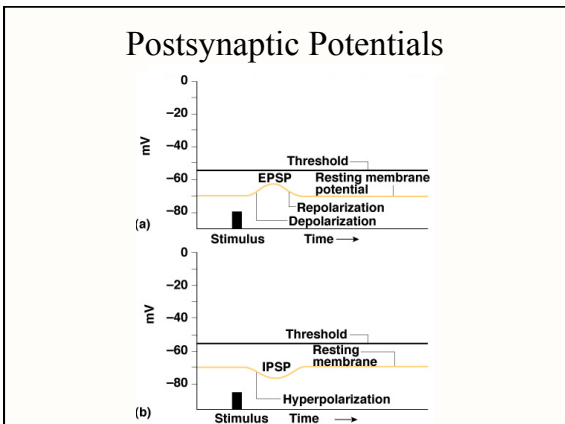 Postsynaptic Potentials
0
−20
−40
mV
−60
−80
Threshold
EPSP
Resting membrane
potential
Repolarization
Depolarization
(a)
Stimulus
Time
0
−20
−40
mV
−60
−80
Threshold
Resting
membrane
IPSP
Hyperpolarization
(b)
Stimulus
Time